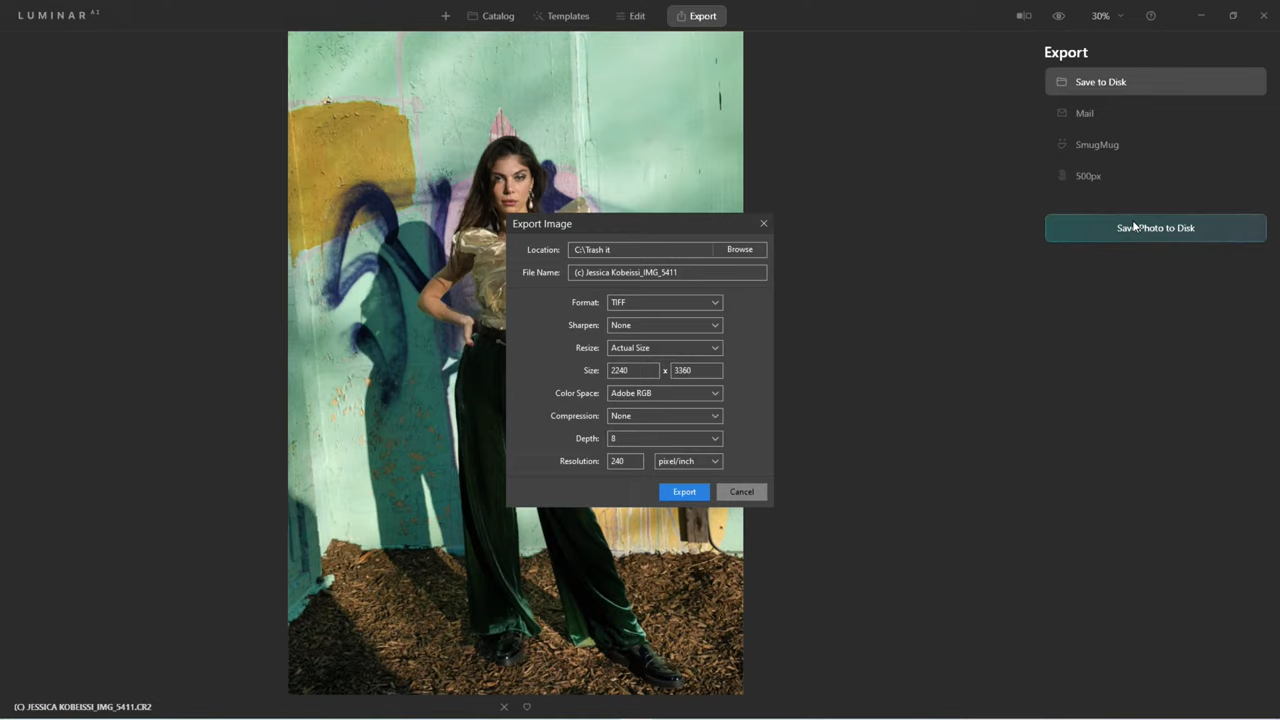 LUMINAR AI
Catalog
Templates
Edit
Export
30%
Export
Save to Disk
Mail
SmugMug
500px
Save Photo to Disk
Export Image
Location: C:\Trash it Browse
File Name: (c) Jessica Kobeissi_IMG_5411
Format: TIFF
Sharpen: None
Resize: Actual Size
Size: 2240 x 3360
Color Space: Adobe RGB
Compression: None
Depth: 8
Resolution: 240 pixel/inch
Export Cancel
(C) JESSICA KOBEISSI_IMG_5411.CR2